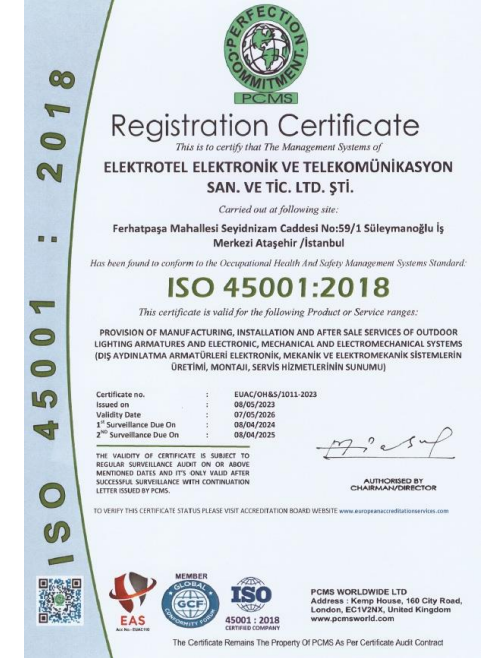 PERFECTION
COMMITMENT
PCMS
Registration Certificate
This is to certify that The Management Systems of
ELEKTROTEL ELEKTRONİK VE TELEKOMÜNİKASYON
SAN. VE TİC. LTD. ŞTİ.
Carried out at following site:
Ferhatpaşa Mahallesi Seyidnizam Caddesi No:59/1 Süleymanoğlu İş
Merkezi Ataşehir /İstanbul
Has been found to conform to the Occupational Health And Safety Management Systems Standard:
ISO 45001:2018
This certificate is valid for the following Product or Service ranges:
PROVISION OF MANUFACTURING, INSTALLATION AND AFTER SALE SERVICES OF OUTDOOR
LIGHTING ARMATURES AND ELECTRONIC, MECHANICAL AND ELECTROMECHANICAL SYSTEMS
(DIŞ AYDINLATMA ARMATÜRLERİ ELEKTRONİK, MEKANİK VE ELEKTROMEKANİK SİSTEMLERİN
ÜRETİMİ, MONTAJI, SERVİS HİZMETLERİNİN SUNUMU)
Certificate no. : EUAC/OH&S/1011-2023
Issued on : 08/05/2023
Validity Date : 07/05/2026
1ST Surveillance Due On : 08/04/2024
2ND Surveillance Due On : 08/04/2025
THE VALIDITY OF CERTIFICATE IS SUBJECT TO
REGULAR SURVEILLANCE AUDIT ON OR ABOVE
MENTIONED DATES AND IT'S ONLY VALID AFTER
SUCCESSFUL SURVEILLANCE WITH CONTINUATION
LETTER ISSUED BY PCMS.
AUTHORISED BY
CHAIRMAN/DIRECTOR
TO VERIFY THIS CERTIFICATE STATUS PLEASE VISIT ACCREDITATION BOARD WEBSITE www.europeanaccreditationservices.com
ISO 45001 : 2018
EAS
MEMBER
GLOBAL
GCF
CONFORMITY FORUM
ISO
45001 : 2018
CERTIFIED COMPANY
PCMS WORLDWIDE LTD
Address : Kemp House, 160 City Road,
London, EC1V2NX, United Kingdom
www.pcmsworld.com
The Certificate Remains The Property Of PCMS As Per Certificate Audit Contract